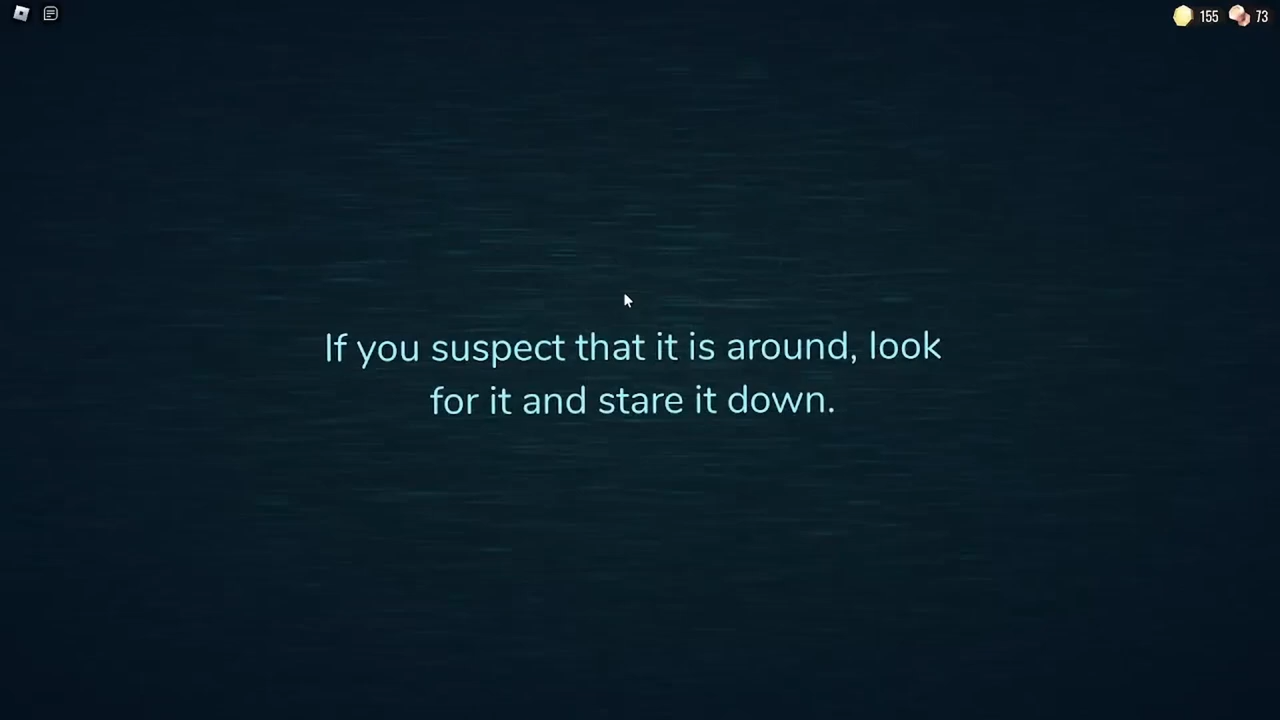 155 73
If you suspect that it is around, look
for it and stare it down.